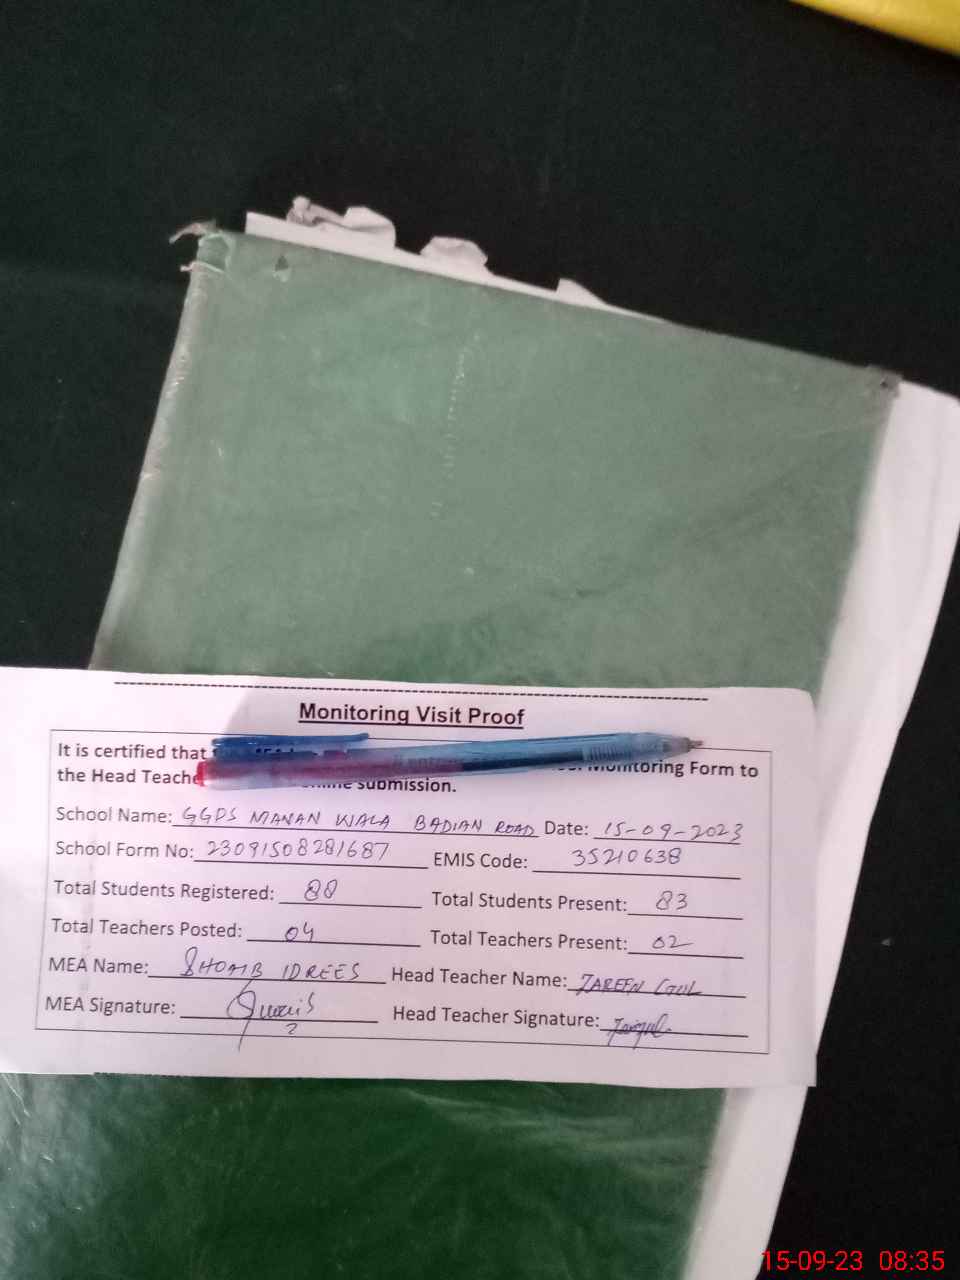 Monitoring Visit Proof
It is certified that Monitoring Form to
the Head Teache submission.
School Name: GGPS MANAN WALA BADIAN ROAD Date: 15-09-2023
School Form No: 23091508281687 EMIS Code: 35210638
Total Students Registered: 88 Total Students Present: 83
Total Teachers Posted: 04 Total Teachers Present: 02
MEA Name: SHOAIB IDREES Head Teacher Name: ZAREEN GUL
MEA Signature: Head Teacher Signature:
15-09-23 08:35